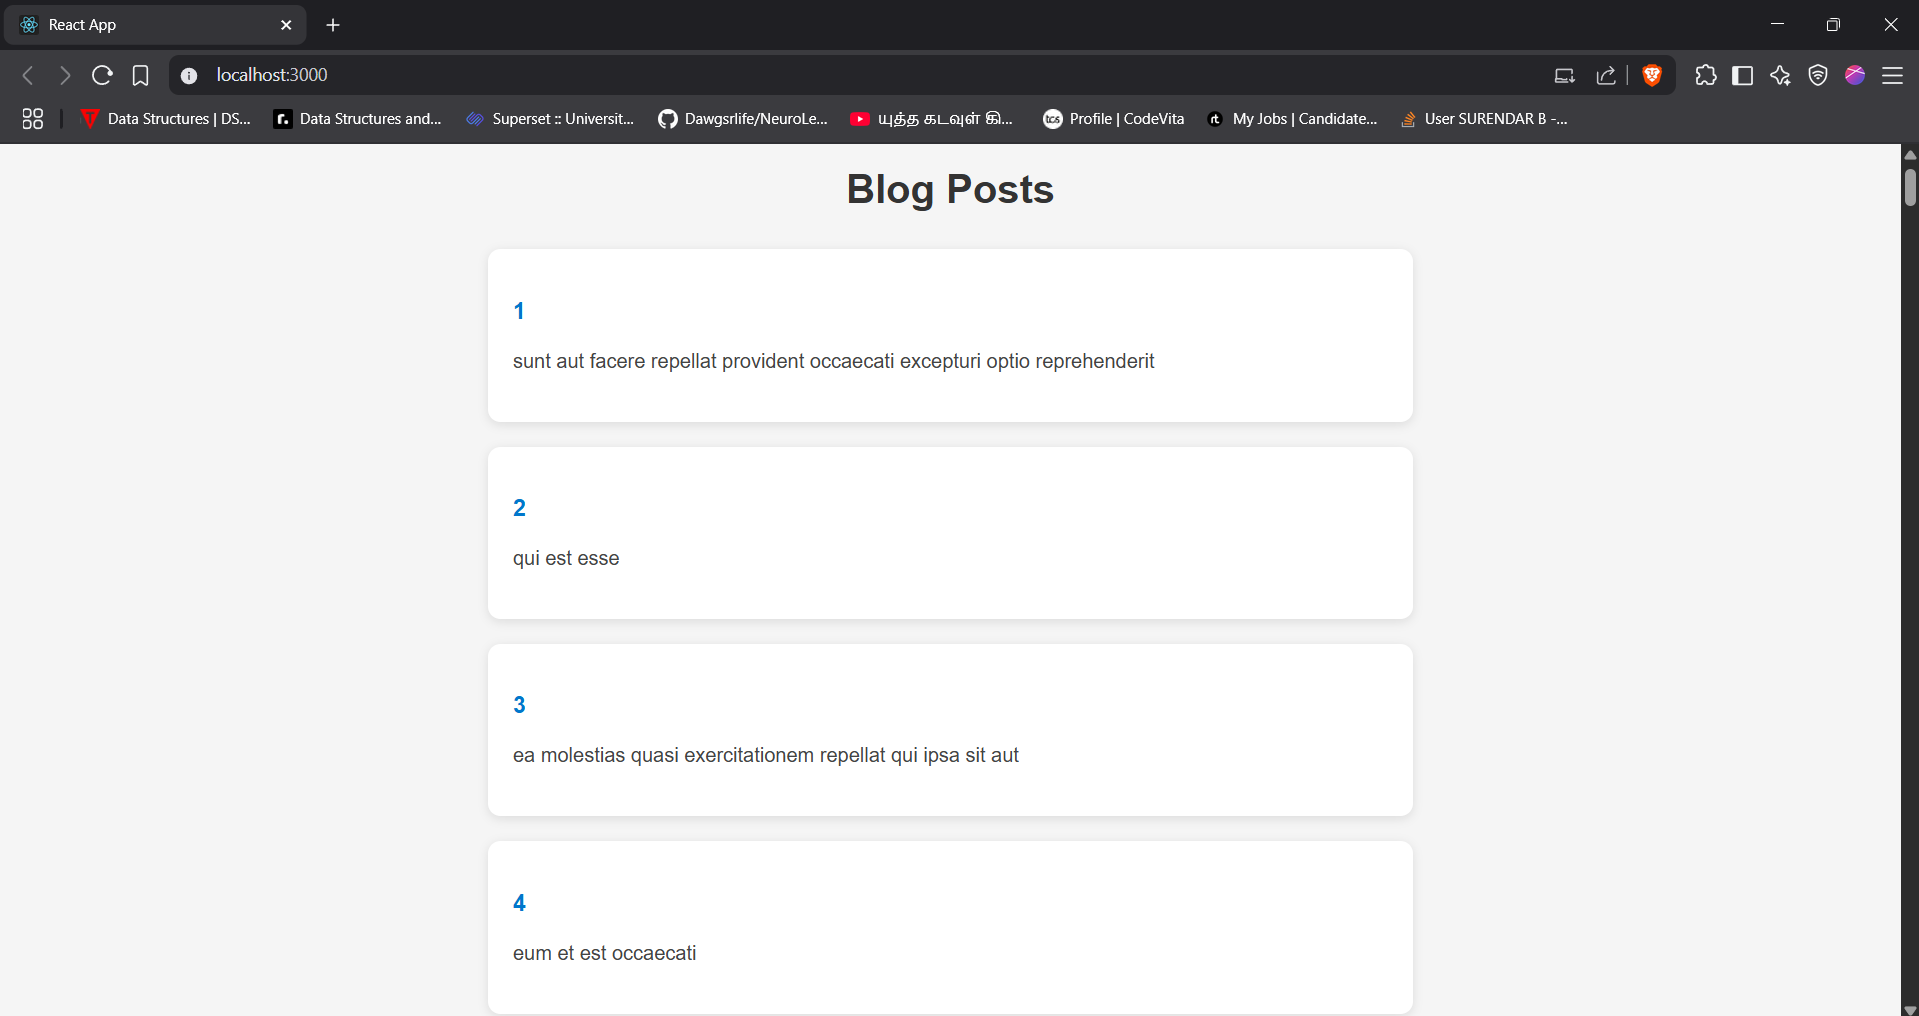 React App
localhost:3000
Data Structures | DS...
Data Structures and...
Superset :: Universit...
Dawgsrlife/NeuroLe...
யுத்த கடவுள் கி...
tcs
Profile | CodeVita
rt
My Jobs | Candidate...
User SURENDAR B -...
Blog Posts
1
sunt aut facere repellat provident occaecati excepturi optio reprehenderit
2
qui est esse
3
ea molestias quasi exercitationem repellat qui ipsa sit aut
4
eum et est occaecati